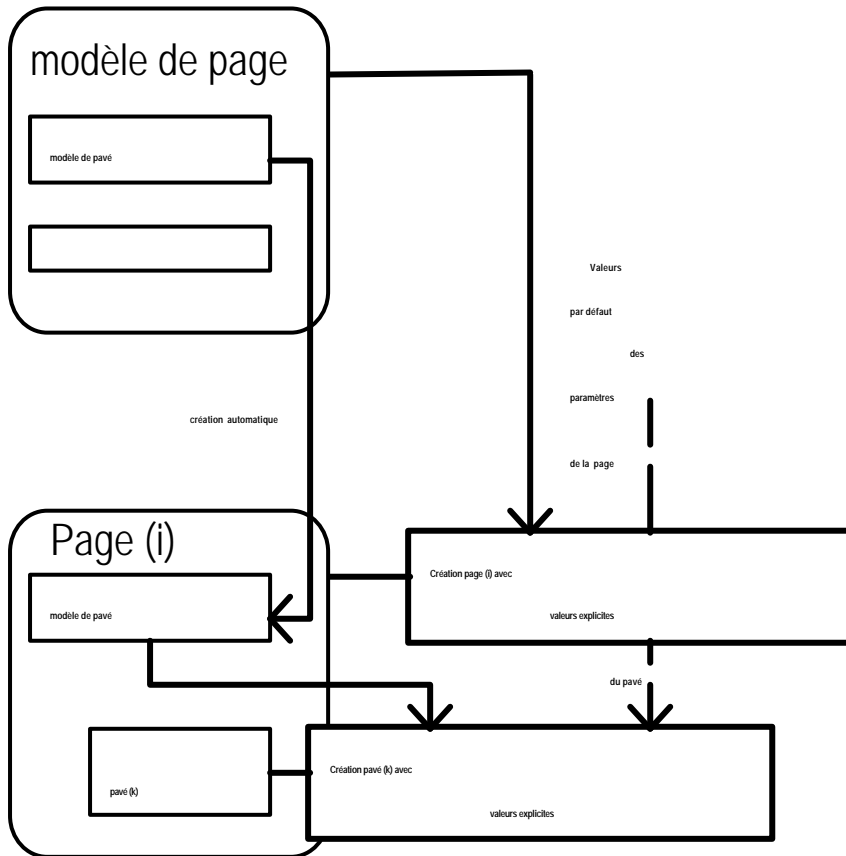 modèle de page
modèle de pavé
Valeurs
par défaut
des
paramètres
de la page
création automatique
Page (i)
modèle de pavé
Création page (i) avec
valeurs explicites
du pavé
pavé (k)
Création pavé (k) avec
valeurs explicites